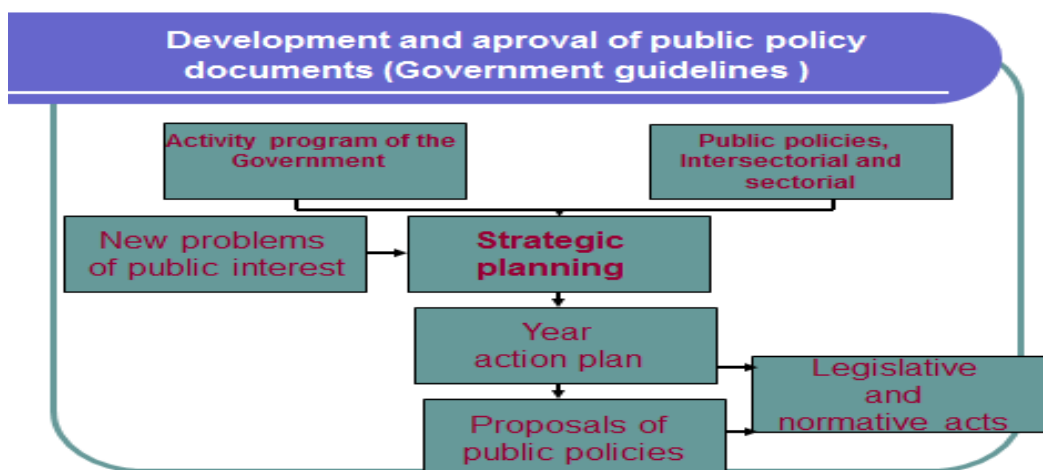 Development and aproval of public policy
documents (Government guidelines )
Activity program of the
Government
Public policies,
Intersectorial and
sectorial
New problems
of public interest
Strategic
planning
Year
action plan
Legislative
and
normative acts
Proposals of
public policies